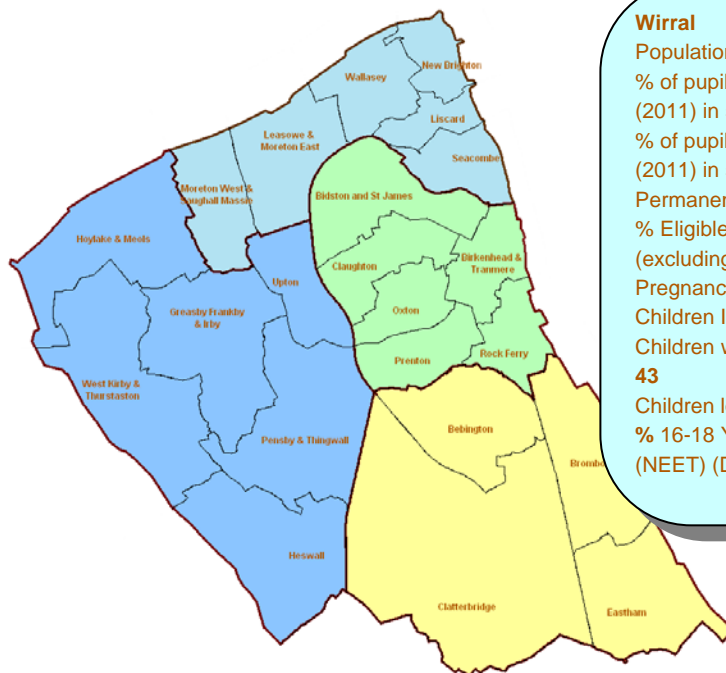 New Brighton
Wallasey
Liscard
Leasowe &
Moreton East
Seacombe
Moreton West &
Saughall Massie
Bidston and St James
Hoylake & Meols
Birkenhead &
Tranmere
Claughton
Upton
Greasby Frankby
& Irby
Oxton
Prenton
Rock Ferry
West Kirby &
Thurstaston
Pensby & Thingwall
Bebington
Brombo
Heswall
Clatterbridge
Eastham
Wirral
Population
% of pupil
(2011) in
% of pupil
(2011) in
Permanen
% Eligible
(excluding
Pregnanc
Children l
Children w
43
Children l
% 16-18 Y
(NEET) (D